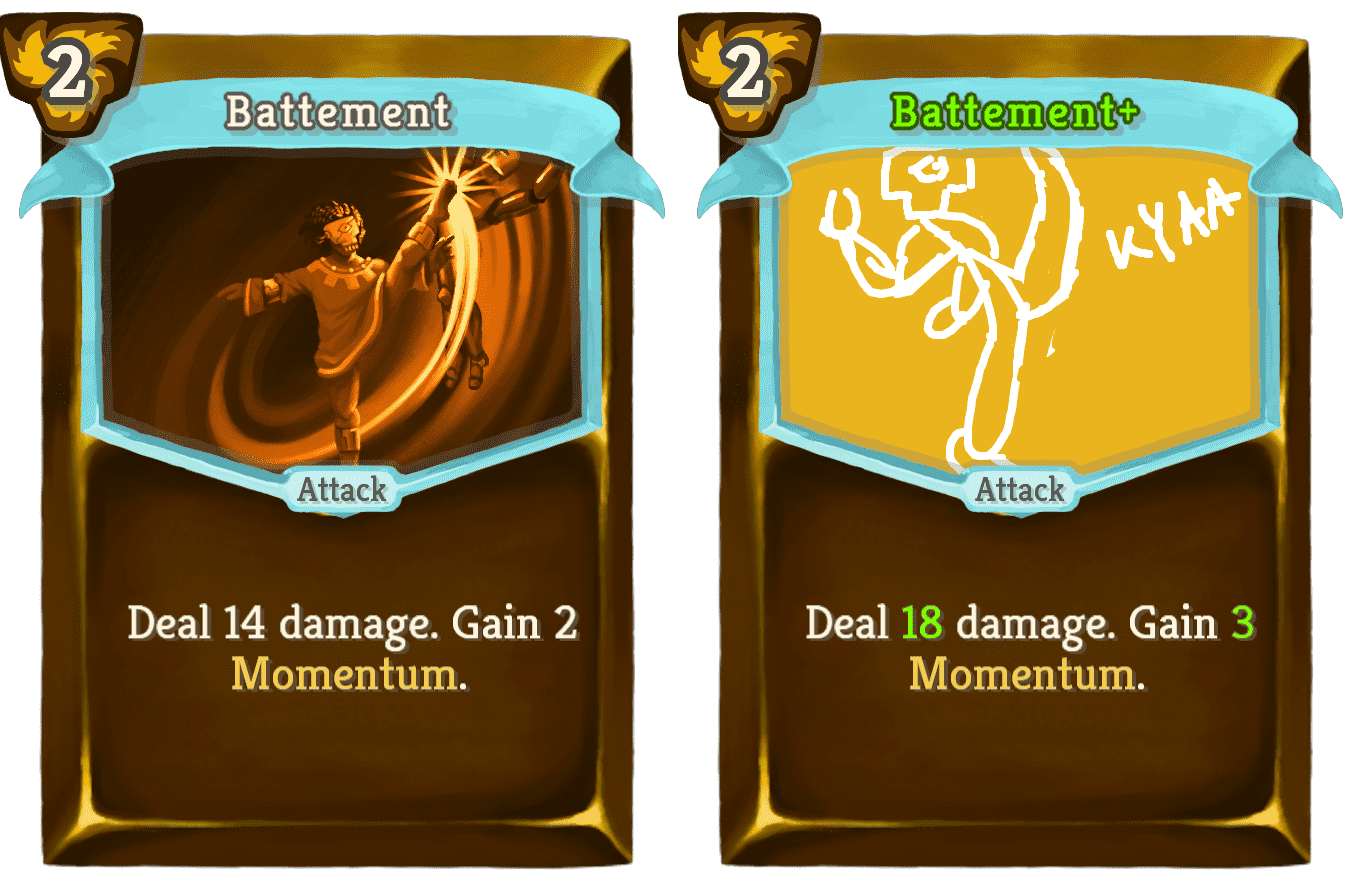 2
Battement
Attack
Deal 14 damage. Gain 2
Momentum.
2
Battement+
KYAA
Attack
Deal 18 damage. Gain 3
Momentum.